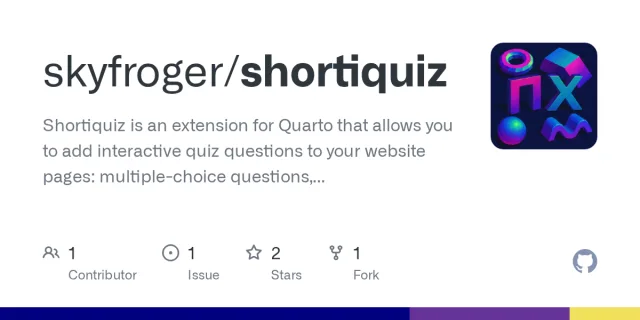 skyfroger/shortiquiz
Shortiquiz is an extension for Quarto that allows you
to add interactive quiz questions to your website
pages: multiple-choice questions,...
1 1 2 1
Contributor Issue Stars Fork